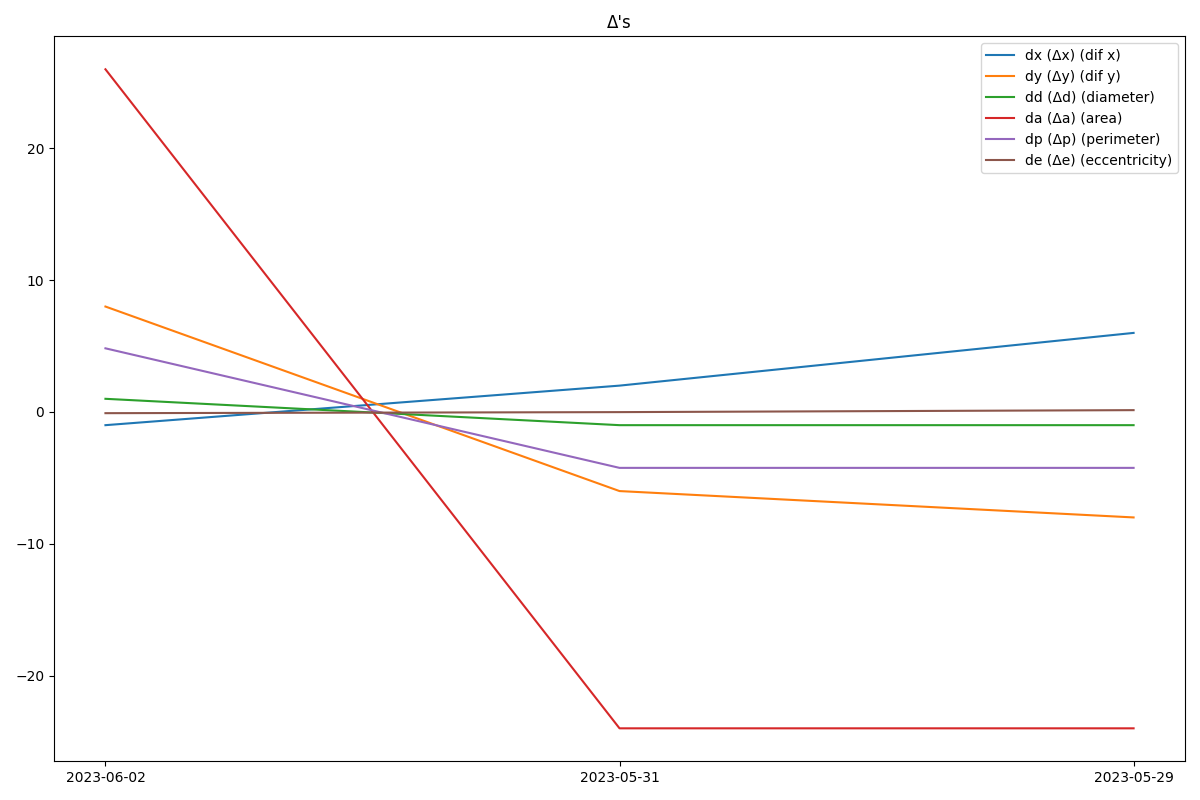 Δ's
dx (Δx) (dif x)
dy (Δy) (dif y)
dd (Δd) (diameter)
da (Δa) (area)
dp (Δp) (perimeter)
de (Δe) (eccentricity)
20
10
0
−10
−20
2023-06-02 2023-05-31 2023-05-29